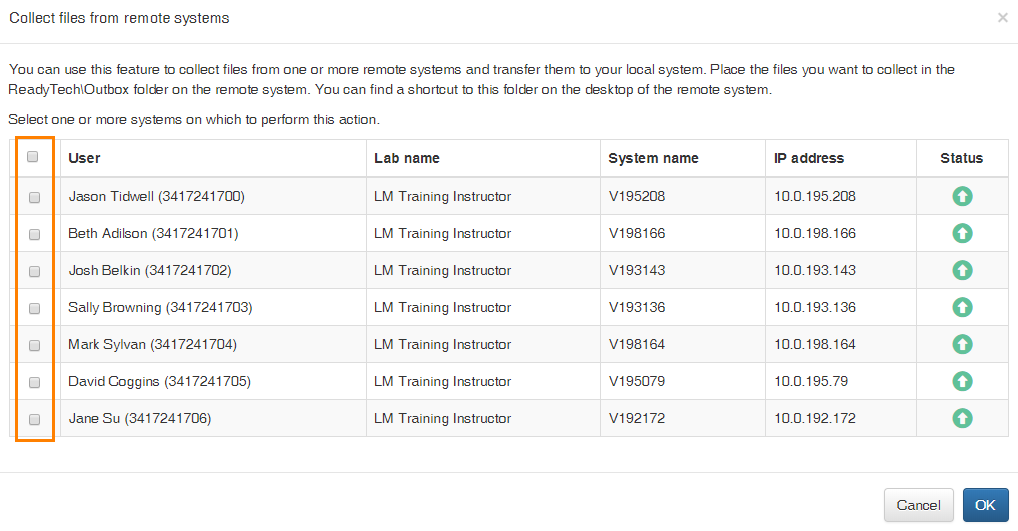 Collect files from remote systems
×
You can use this feature to collect files from one or more remote systems and transfer them to your local system. Place the files you want to collect in the
ReadyTech\Outbox folder on the remote system. You can find a shortcut to this folder on the desktop of the remote system.
Select one or more systems on which to perform this action.
User Lab name System name IP address Status
Jason Tidwell (3417241700) LM Training Instructor V195208 10.0.195.208
Beth Adilson (3417241701) LM Training Instructor V198166 10.0.198.166
Josh Belkin (3417241702) LM Training Instructor V193143 10.0.193.143
Sally Browning (3417241703) LM Training Instructor V193136 10.0.193.136
Mark Sylvan (3417241704) LM Training Instructor V198164 10.0.198.164
David Goggins (3417241705) LM Training Instructor V195079 10.0.195.79
Jane Su (3417241706) LM Training Instructor V192172 10.0.192.172
Cancel OK